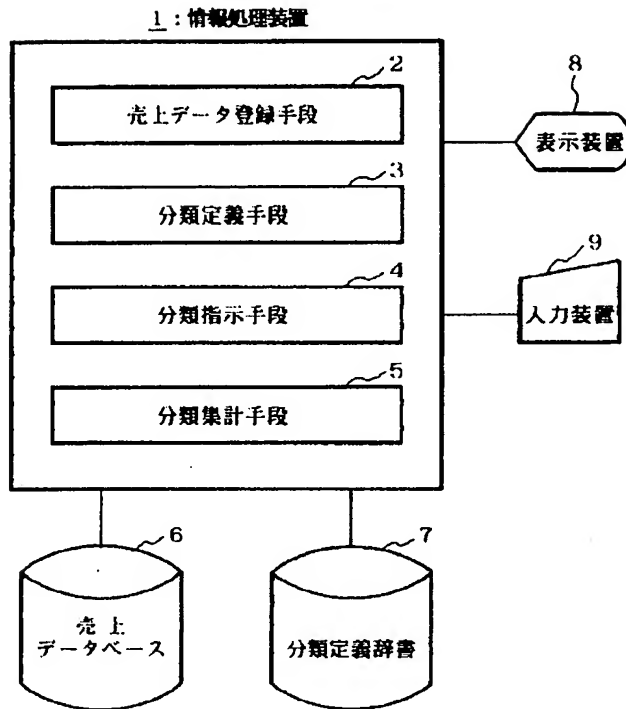 1：情報処理装置
2
売上データ登録手段
8
表示装置
3
分類定義手段
4
分類指示手段
9
入力装置
5
分類集計手段
6
売上
データベース
7
分類定義辞書